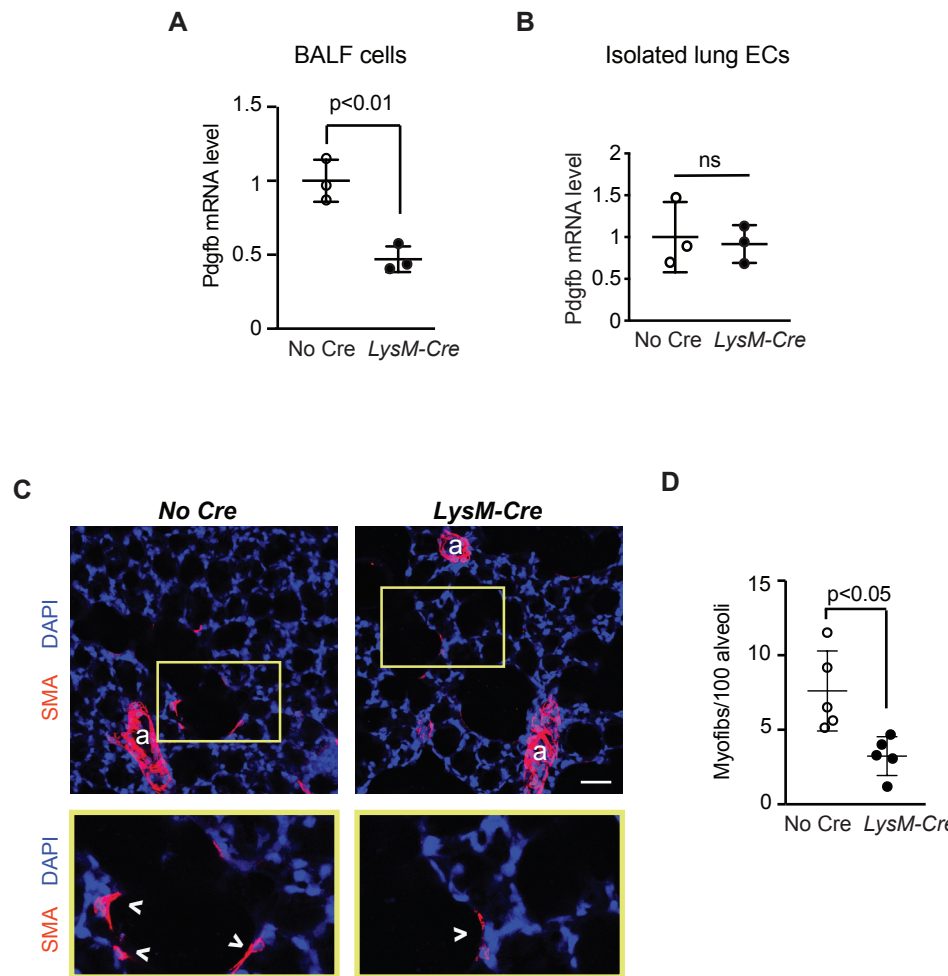 A
BALF cells
p<0.01
Pdgfb mRNA level
1.5
1
0.5
0
No Cre LysM-Cre
B
Isolated lung ECs
ns
Pdgfb mRNA level
2
1.5
1
0.5
0
No Cre LysM-Cre
C
No Cre LysM-Cre
SMA DAPI
a
a
a
SMA DAPI
D
p<0.05
Myofibs/100 alveoli
15
10
5
0
No Cre LysM-Cre